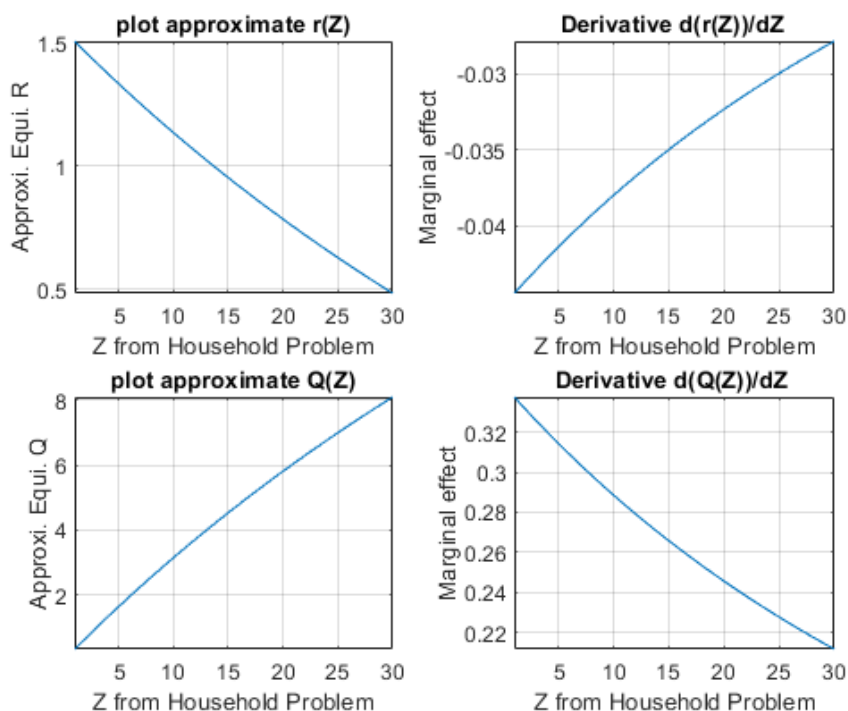 plot approximate r(Z)
Approxi. Equi. R
1.5
1
0.5
5 10 15 20 25 30
Z from Household Problem
Derivative d(r(Z))/dZ
Marginal effect
-0.03
-0.035
-0.04
5 10 15 20 25 30
Z from Household Problem
plot approximate Q(Z)
Approxi. Equi. Q
8
6
4
2
5 10 15 20 25 30
Z from Household Problem
Derivative d(Q(Z))/dZ
Marginal effect
0.32
0.3
0.28
0.26
0.24
0.22
5 10 15 20 25 30
Z from Household Problem